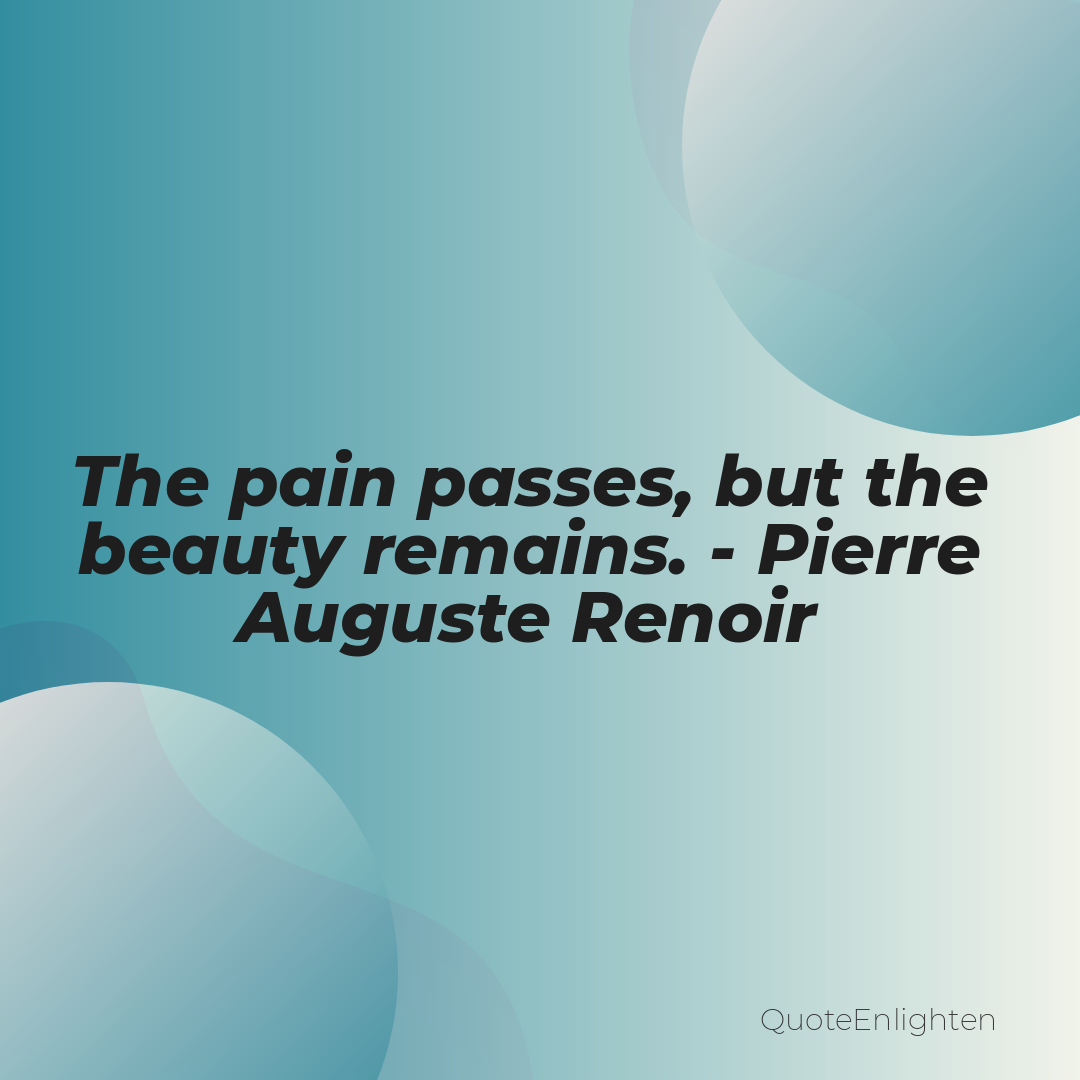 The pain passes, but the
beauty remains. - Pierre
Auguste Renoir
QuoteEnlighten